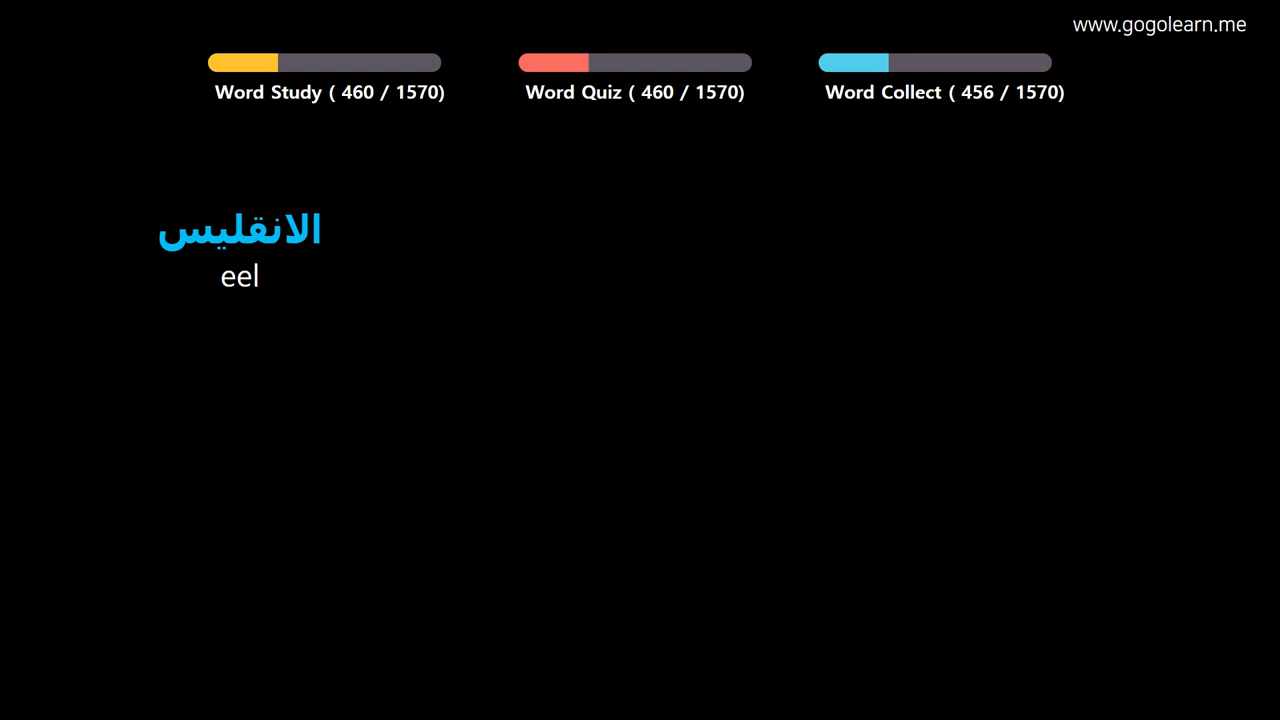 www.gogolearn.me
Word Study ( 460 / 1570)
Word Quiz ( 460 / 1570)
Word Collect ( 456 / 1570)
الانقليس
eel